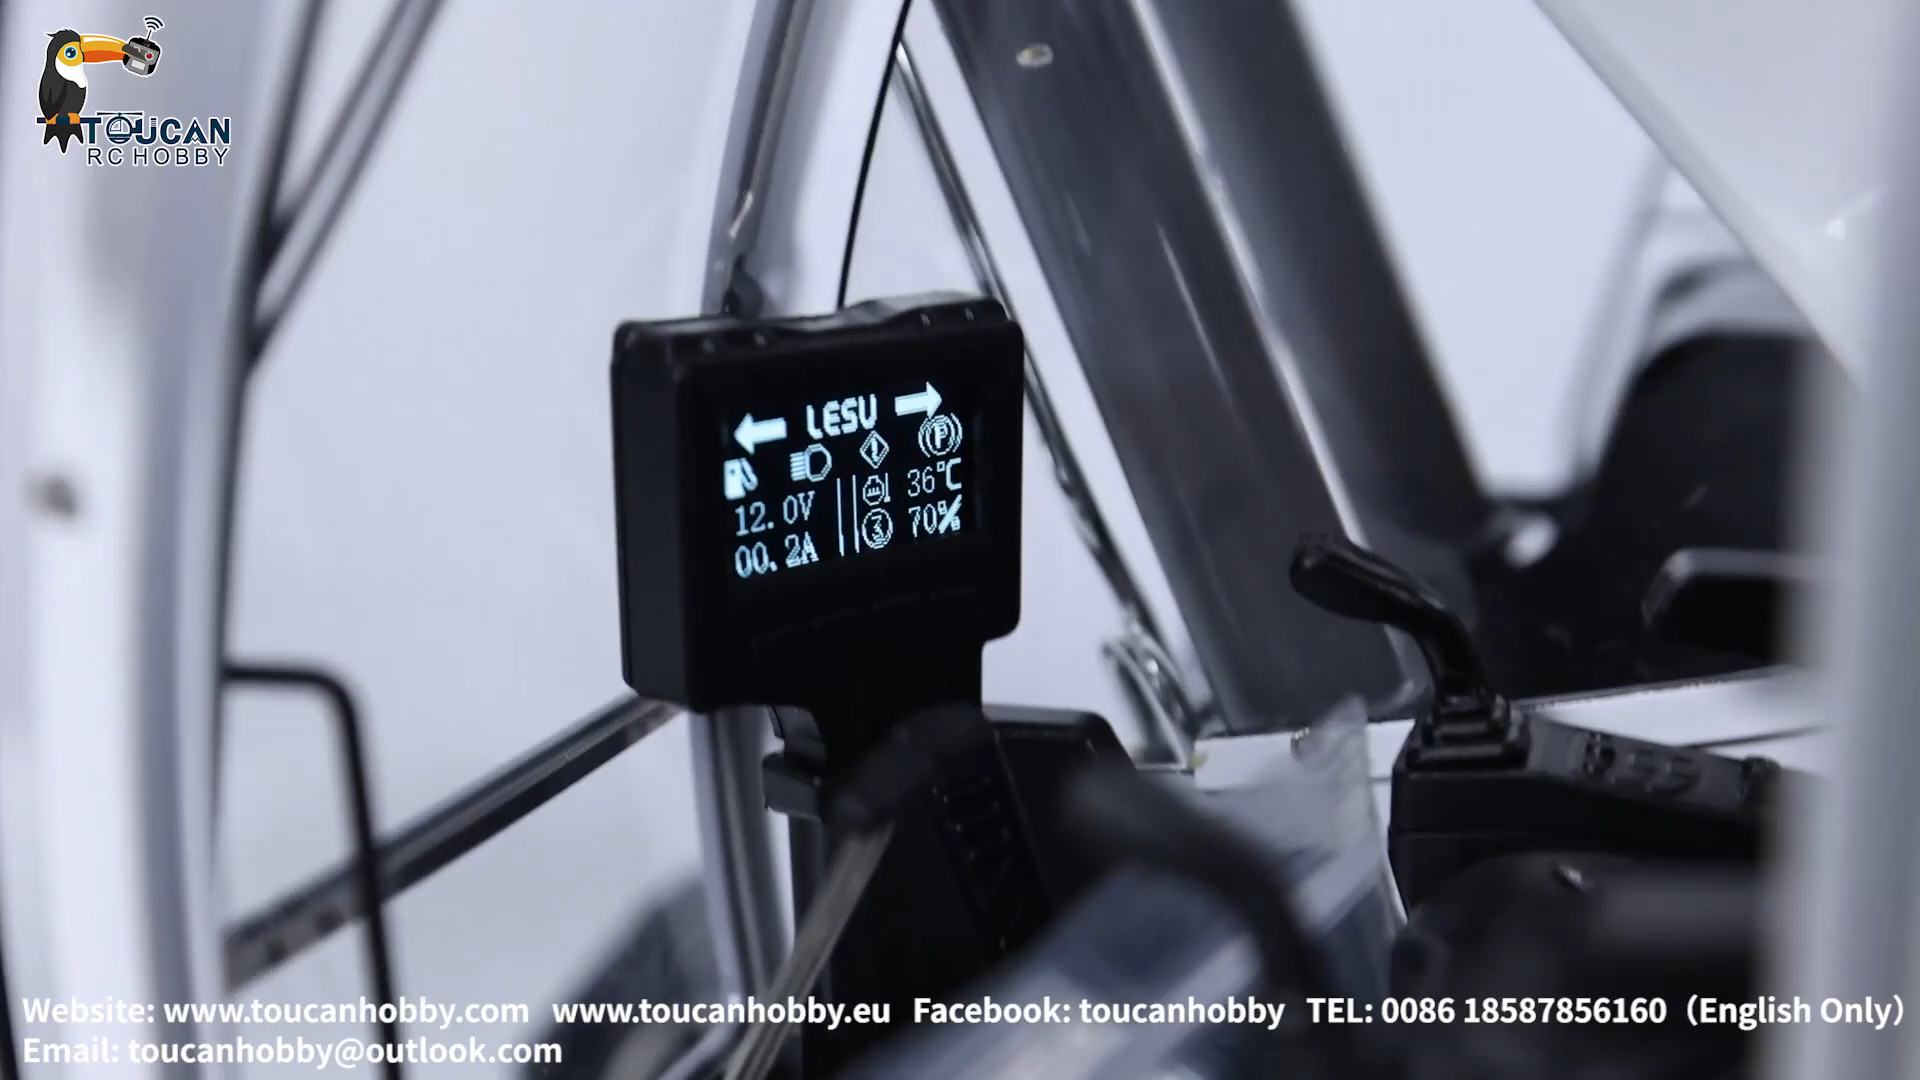 TOUCAN
RC HOBBY
LESU
P
12.0V
36°C
00.2A
3
70%
Website: www.toucanhobby.com www.toucanhobby.eu Facebook: toucanhobby TEL: 0086 18587856160（English Only）
Email: toucanhobby@outlook.com